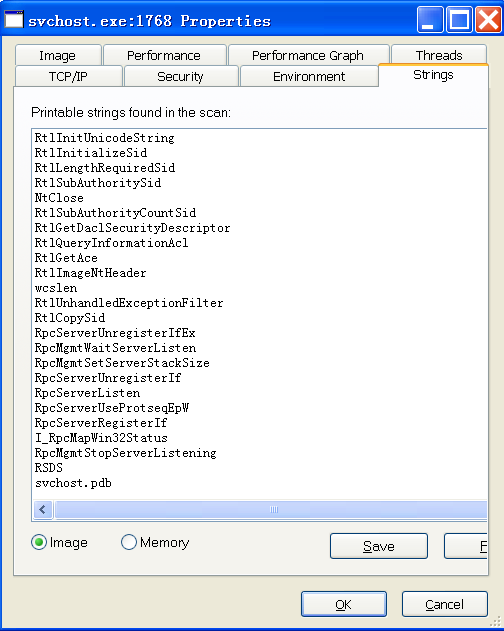 svchost.exe:1768 Properties
Image Performance Performance Graph Threads
TCP/IP Security Environment Strings
Printable strings found in the scan:
RtlInitUnicodeString
RtlInitializeSid
RtlLengthRequiredSid
RtlSubAuthoritySid
NtClose
RtlSubAuthorityCountSid
RtlGetDaclSecurityDescriptor
RtlQueryInformationAcl
RtlGetAce
RtlImageNtHeader
wcslen
RtlUnhandledExceptionFilter
RtlCopySid
RpcServerUnregisterIfEx
RpcMgmtWaitServerListen
RpcMgmtSetServerStackSize
RpcServerUnregisterIf
RpcServerListen
RpcServerUseProtseqEpW
RpcServerRegisterIf
I_RpcMapWin32Status
RpcMgmtStopServerListening
RSDS
svchost.pdb
Image Memory Save F
OK Cancel